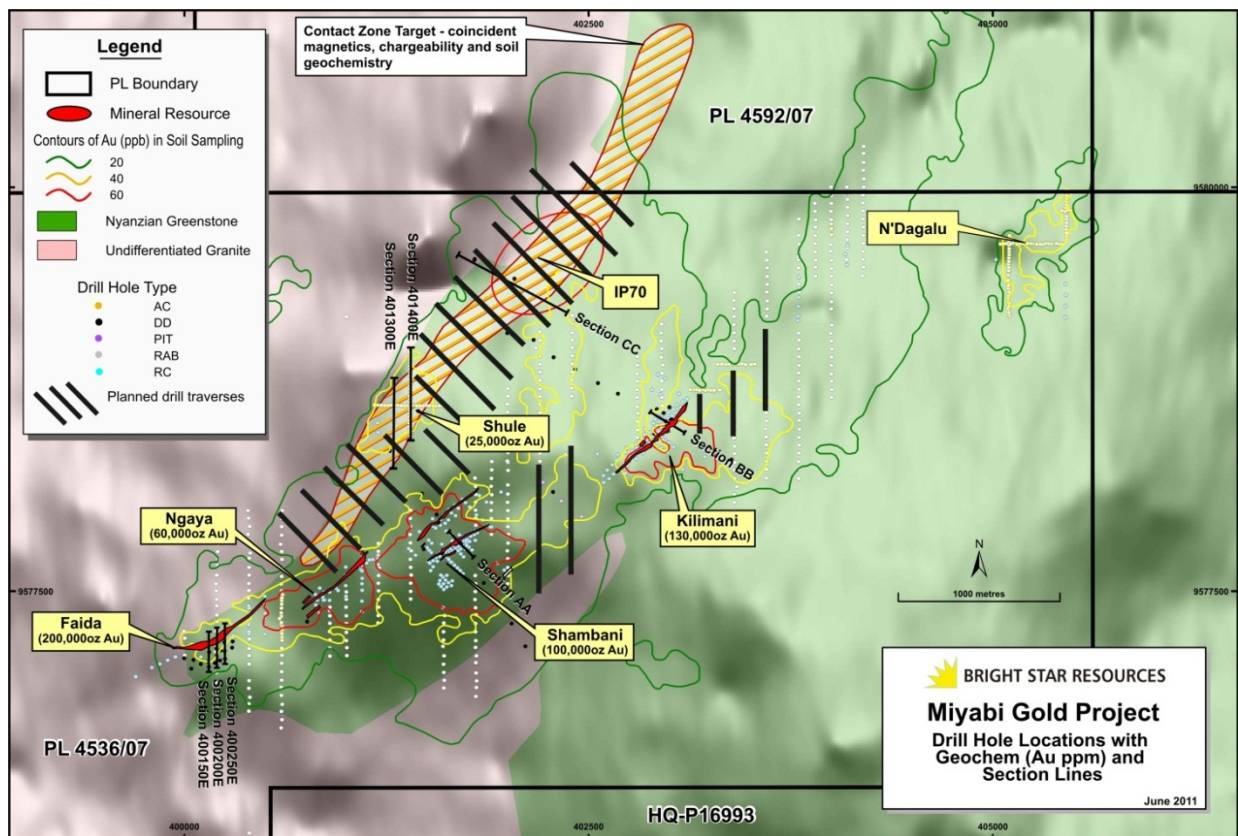 402500
405000
Legend
PL Boundary
Mineral Resource
Contours of Au (ppb) in Soil Sampling
20
40
60
Nyanzian Greenstone
Undifferentiated Granite
Drill Hole Type
AC
DD
PIT
RAB
RC
Planned drill traverses
Contact Zone Target - coincident
magnetics, chargeability and soil
geochemistry
PL 4592/07
9580000
N'Dagalu
IP70
Section 401400E
Section 401300E
Section CC
Shule
(25,000oz Au)
Section BB
Kilimani
(130,000oz Au)
Ngaya
(60,000oz Au)
Section AA
Shambani
(100,000oz Au)
Faida
(200,000oz Au)
Section 400250E
Section 400200E
Section 400150E
N
1000 metres
9577500
9577500
PL 4536/07
HQ-P16993
BRIGHT STAR RESOURCES
Miyabi Gold Project
Drill Hole Locations with
Geochem (Au ppm) and
Section Lines
June 2011
400000
402500
405000